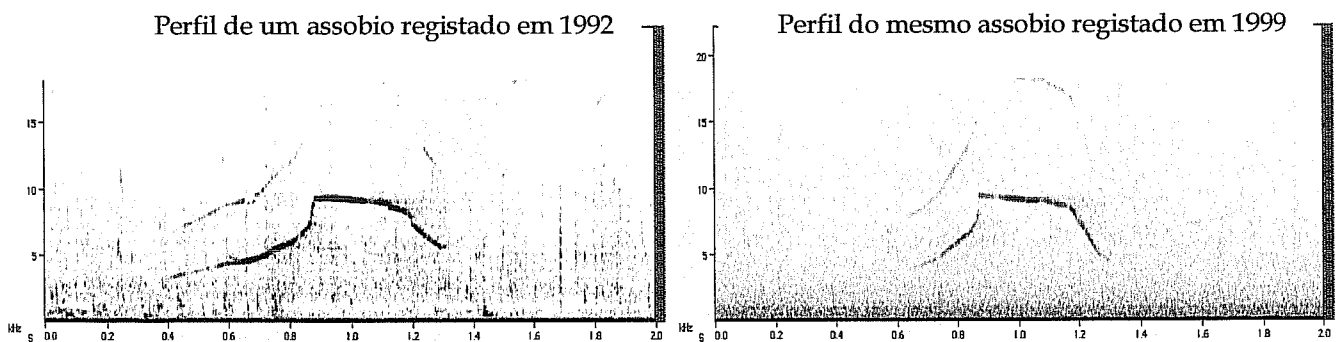 Perfil de um assobio registado em 1992
15
10
5
kHz
s
0.0 0.2 0.4 0.6 0.8 1.0 1.2 1.4 1.6 1.8 2.0
Perfil do mesmo assobio registado em 1999
20
15
10
5
kHz
s
0.0 0.2 0.4 0.6 0.8 1.0 1.2 1.4 1.6 1.8 2.0